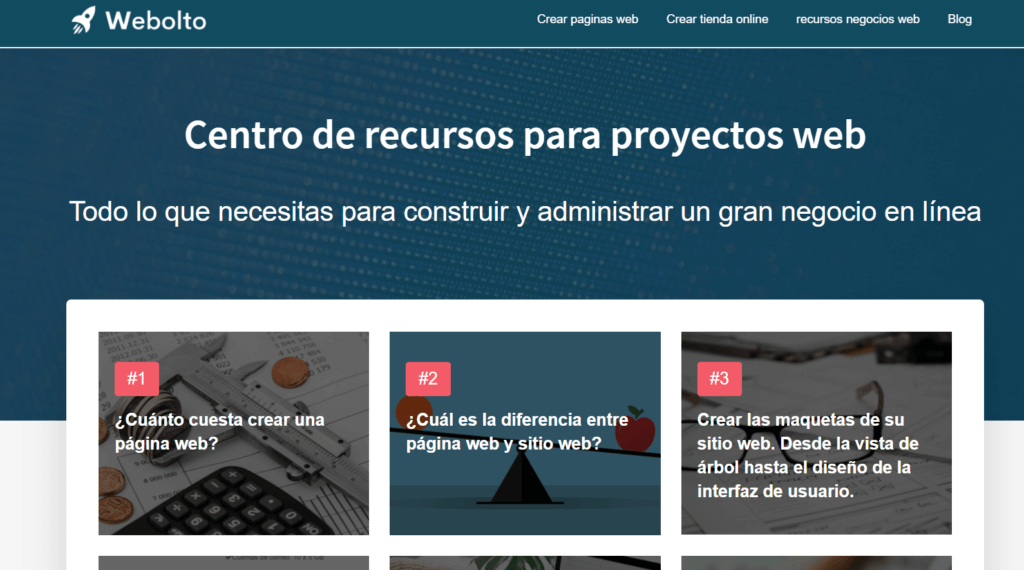 Webolto
Crear paginas web
Crear tienda online
recursos negocios web
Blog
Centro de recursos para proyectos web
Todo lo que necesitas para construir y administrar un gran negocio en línea
#1
¿Cuánto cuesta crear una
página web?
#2
¿Cuál es la diferencia entre
página web y sitio web?
#3
Crear las maquetas de su
sitio web. Desde la vista de
árbol hasta el diseño de la
interfaz de usuario.